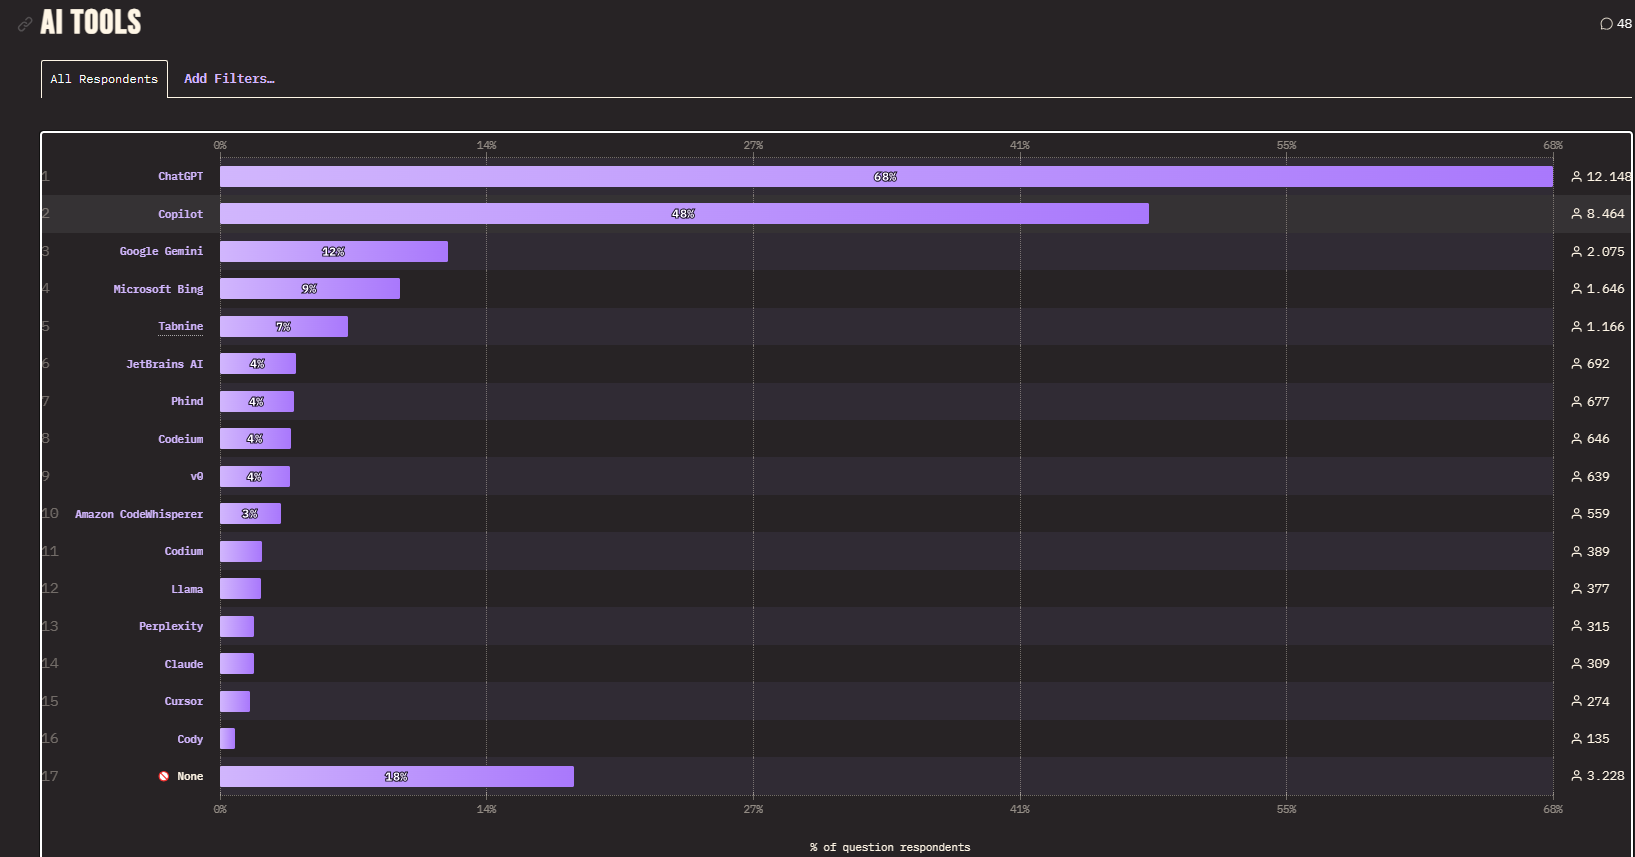 AI TOOLS
48
All Respondents Add Filters…
0% 14% 27% 41% 55% 68%
1 ChatGPT 68% 12.148
2 Copilot 48% 8.464
3 Google Gemini 12% 2.075
4 Microsoft Bing 9% 1.646
5 Tabnine 7% 1.166
6 JetBrains AI 4% 692
7 Phind 4% 677
8 Codeium 4% 646
9 v0 4% 639
10 Amazon CodeWhisperer 3% 559
11 Codium 389
12 Llama 377
13 Perplexity 315
14 Claude 309
15 Cursor 274
16 Cody 135
17 None 18% 3.228
0% 14% 27% 41% 55% 68%
% of question respondents